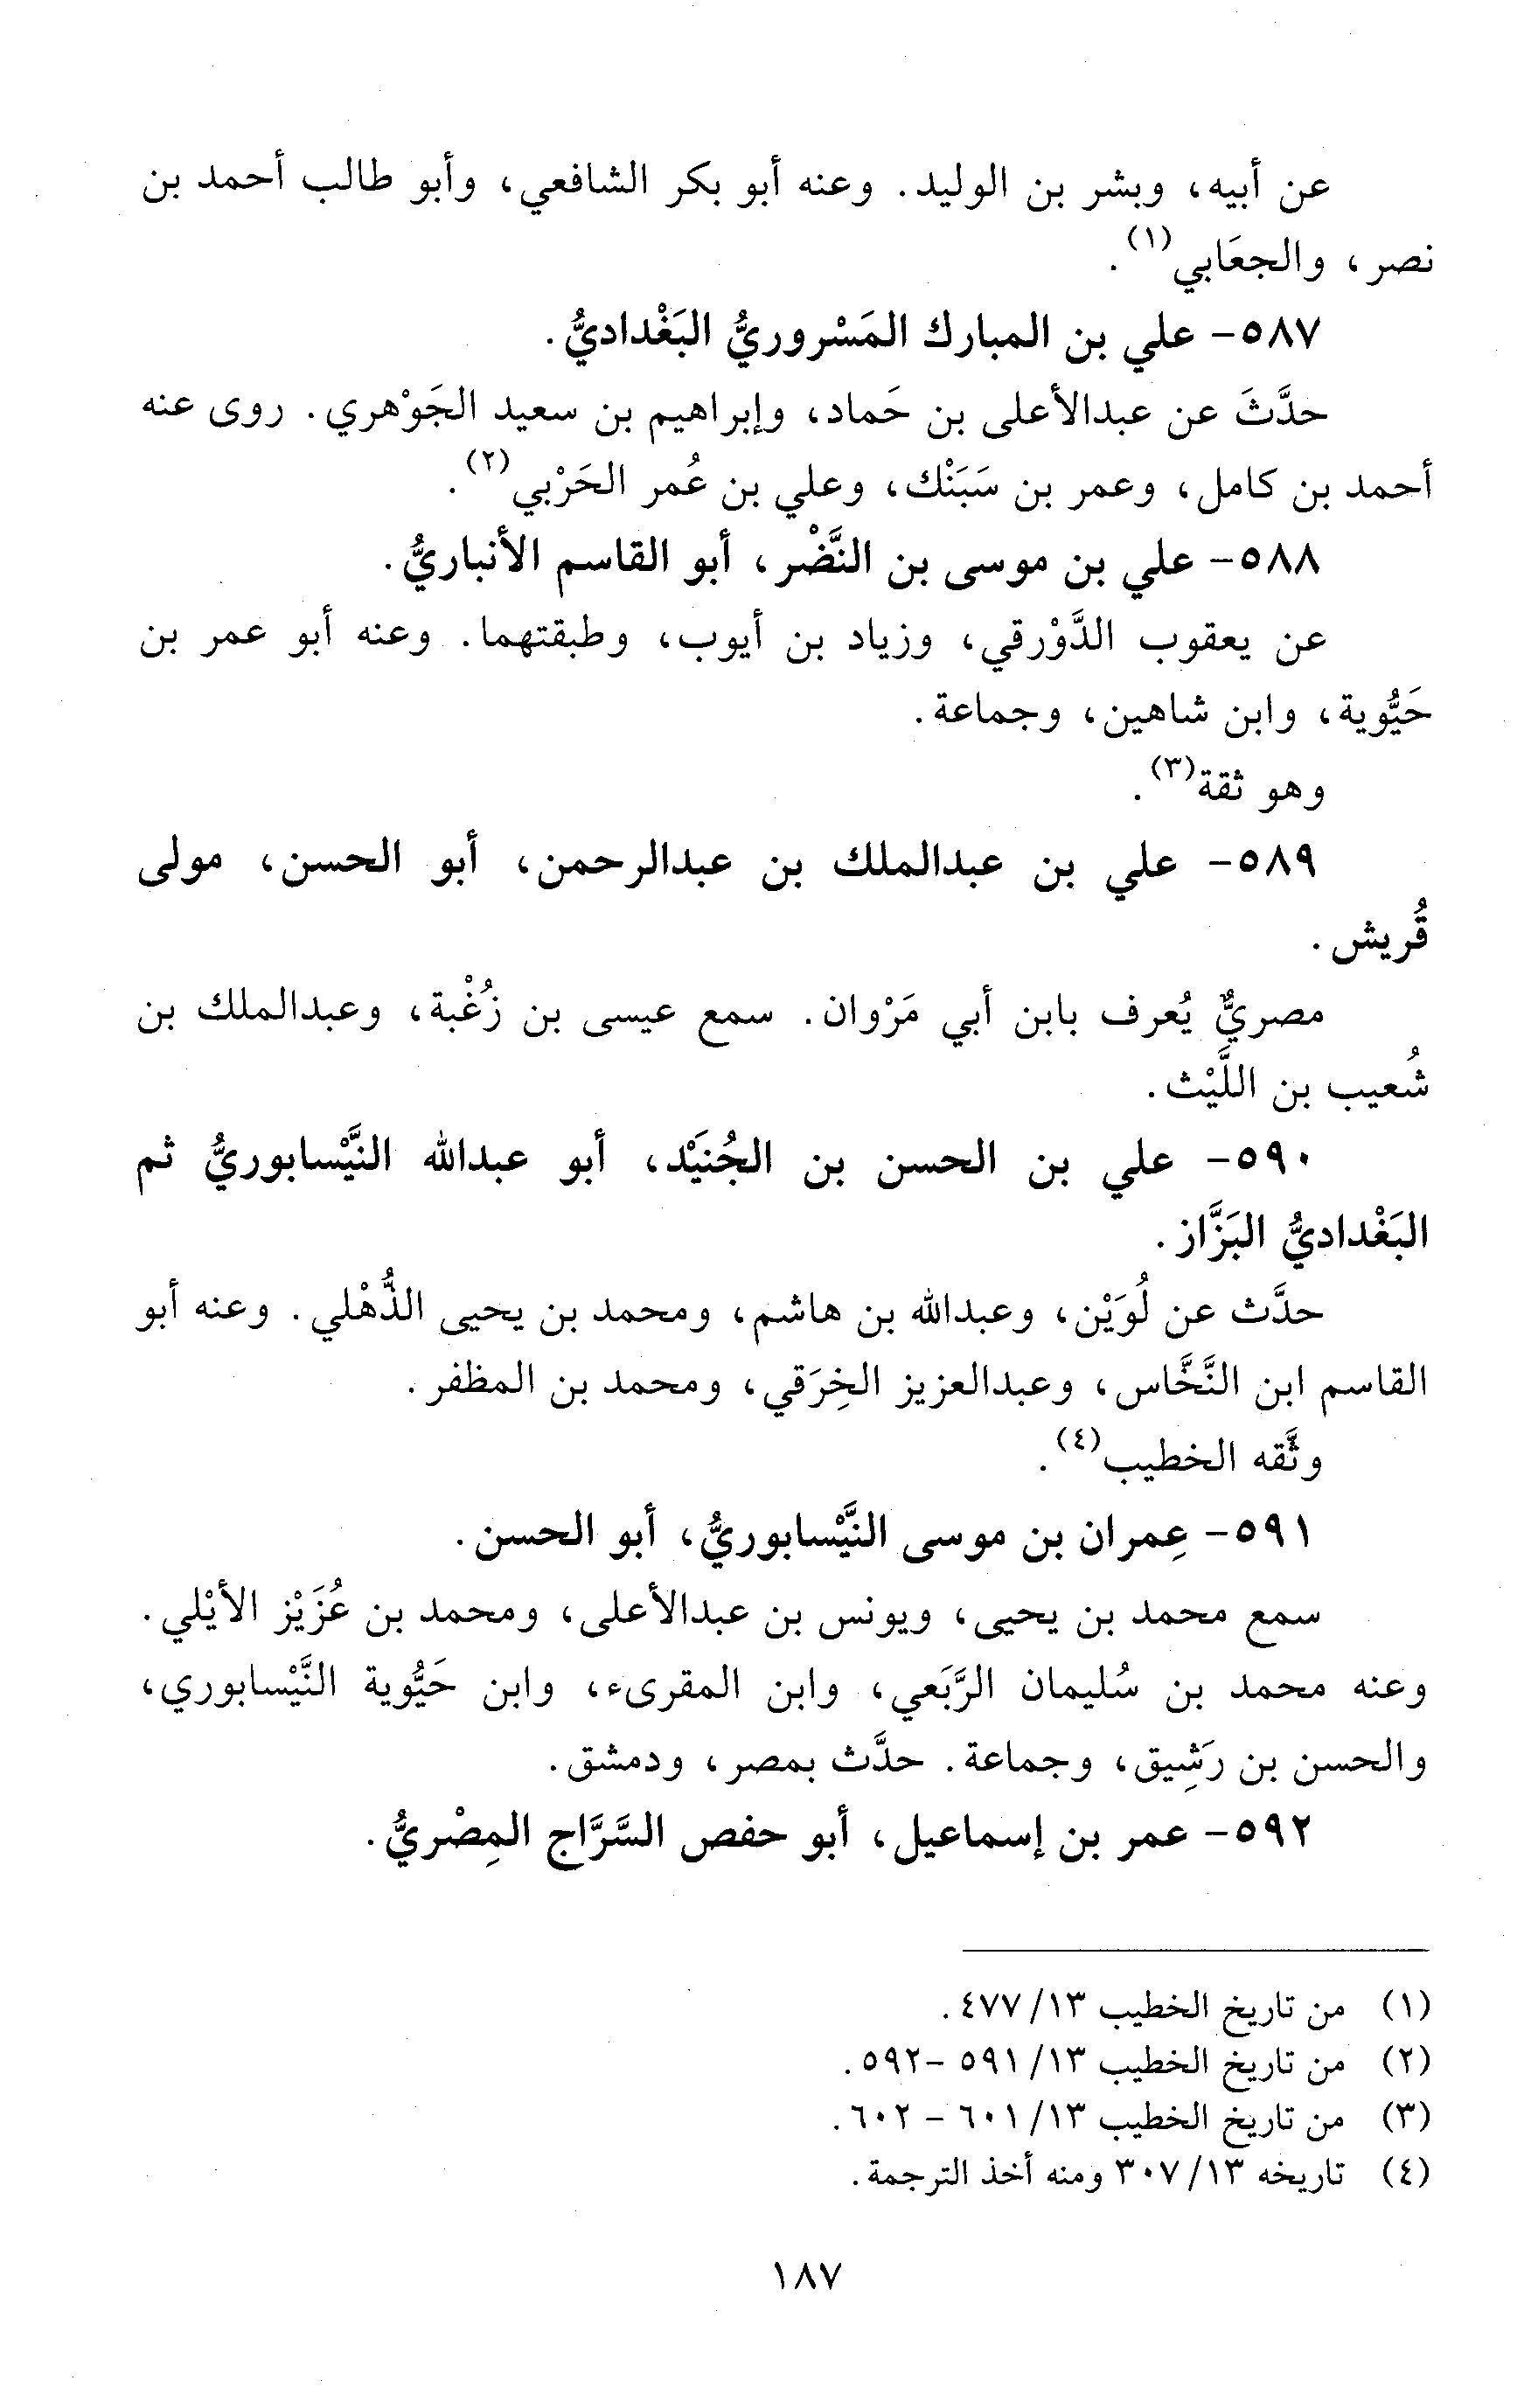 عن أبيه، وبشر بن الوليد. وعنه أبو بكر الشافعي، وأبو طالب أحمد بن
نصر، والجعَابي(١).
٥٨٧- علي بن المبارك المَسْروريُّ البَغْداديُّ.
حدَّثَ عن عبدالأعلى بن حَماد، وإبراهيم بن سعيد الجَوْهري. روى عنه
أحمد بن كامل، وعمر بن سَبَنْك، وعلي بن عُمر الحَرْبي(٢).
٥٨٨- علي بن موسى بن النَّضْر، أبو القاسم الأنباريُّ.
عن يعقوب الدَّوْرقي، وزياد بن أيوب، وطبقتهما. وعنه أبو عمر بن
حَيُّوية، وابن شاهين، وجماعة.
وهو ثقة(٣).
٥٨٩- علي بن عبدالملك بن عبدالرحمن، أبو الحسن، مولى
قُريش.
مصريٌّ يُعرف بابن أبي مَرْوان. سمع عيسى بن زُغْبة، وعبدالملك بن
شُعيب بن اللَّيْث.
٥٩٠- علي بن الحسن بن الجُنَيْد، أبو عبدالله النَّيْسابوريُّ ثم
البَغْداديُّ البَزَّاز.
حدَّث عن لُوَيْن، وعبدالله بن هاشم، ومحمد بن يحيى الذُّهْلي. وعنه أبو
القاسم ابن النَّخَّاس، وعبدالعزيز الخِرَقي، ومحمد بن المظفر.
وثَّقه الخطيب(٤).
٥٩١- عِمران بن موسى النَّيْسابوريُّ، أبو الحسن.
سمع محمد بن يحيى، ويونس بن عبدالأعلى، ومحمد بن عُزَيْز الأيْلي.
وعنه محمد بن سُليمان الرَّبَعي، وابن المقرىء، وابن حَيُّوية النَّيْسابوري،
والحسن بن رَشِيق، وجماعة. حدَّث بمصر، ودمشق.
٥٩٢- عمر بن إسماعيل، أبو حفص السَّرَّاج المِصْريُّ.
(١) من تاريخ الخطيب ١٣/ ٤٧٧.
(٢) من تاريخ الخطيب ١٣/ ٥٩١ -٥٩٢.
(٣) من تاريخ الخطيب ١٣/ ٦٠١ - ٦٠٢.
(٤) تاريخه ١٣/ ٣٠٧ ومنه أخذ الترجمة.
١٨٧